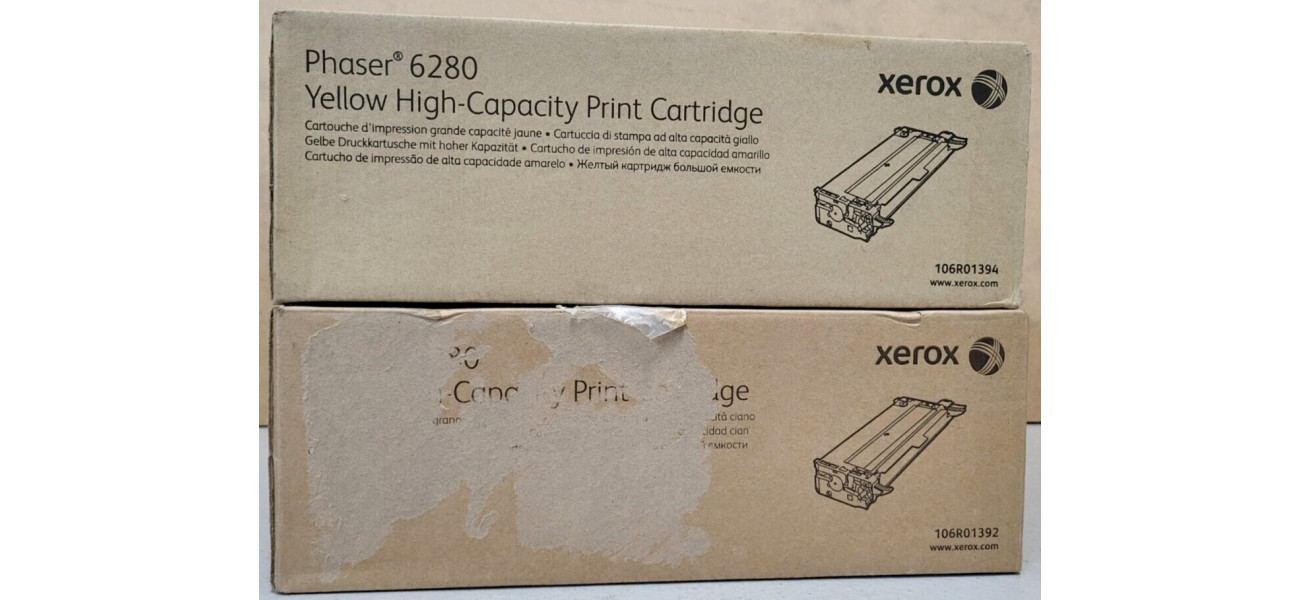 Phaser® 6280
Yellow High-Capacity Print Cartridge
Cartouche d'impression grande capacité jaune • Cartuccia di stampa ad alta capacità giallo
Gelbe Druckkartusche mit hoher Kapazität • Cartucho de impresión de alta capacidad amarillo
Cartucho de impressão de alta capacidade amarelo • Желтый картридж большой емкости
xerox
106R01394
www.xerox.com
Print
ciano
cian
xerox
106R01392
www.xerox.com